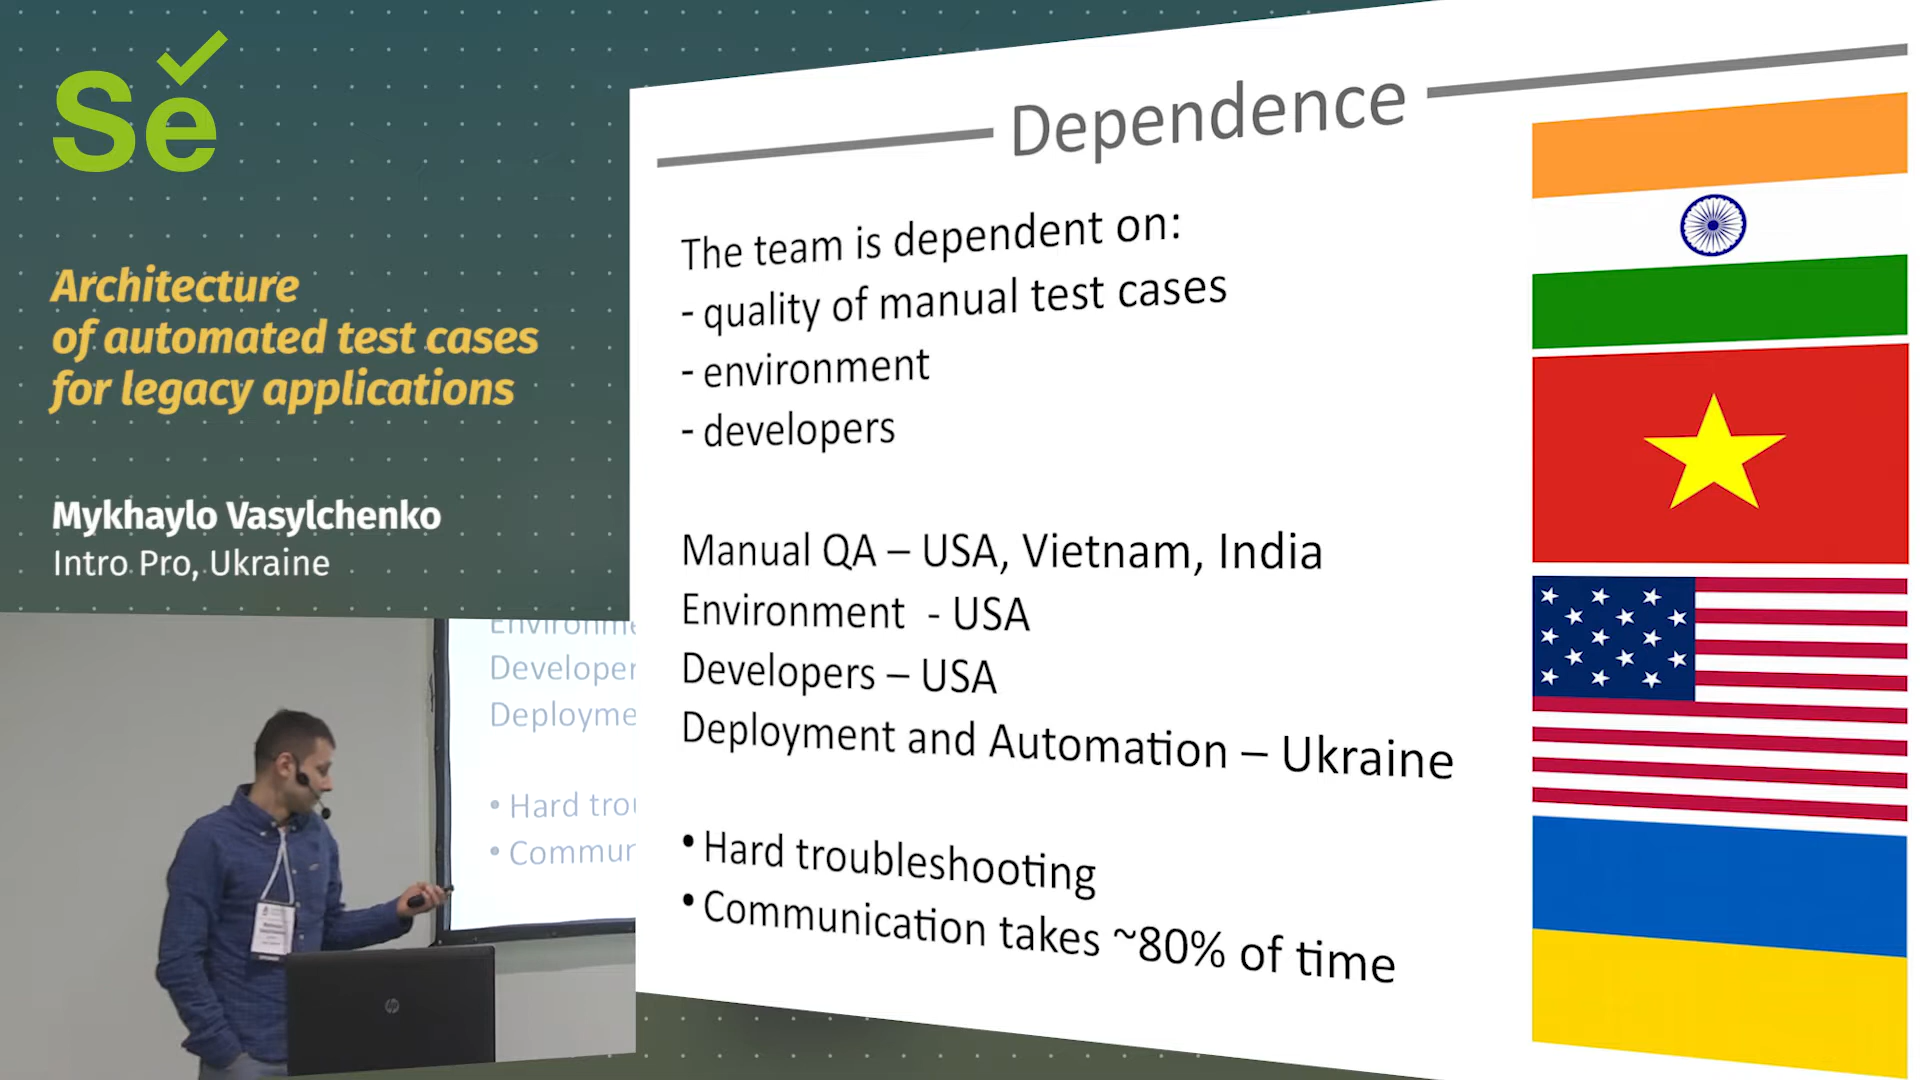 Se
Architecture
of automated test cases
for legacy applications
Mykhaylo Vasylchenko
Intro Pro, Ukraine
Dependence
The team is dependent on:
- quality of manual test cases
- environment
- developers
Manual QA – USA, Vietnam, India
Environment - USA
Developers – USA
Deployment and Automation – Ukraine
• Hard troubleshooting
• Communication takes ~80% of time
Environme
Developer
Deployme
• Hard trou
• Commun
hp